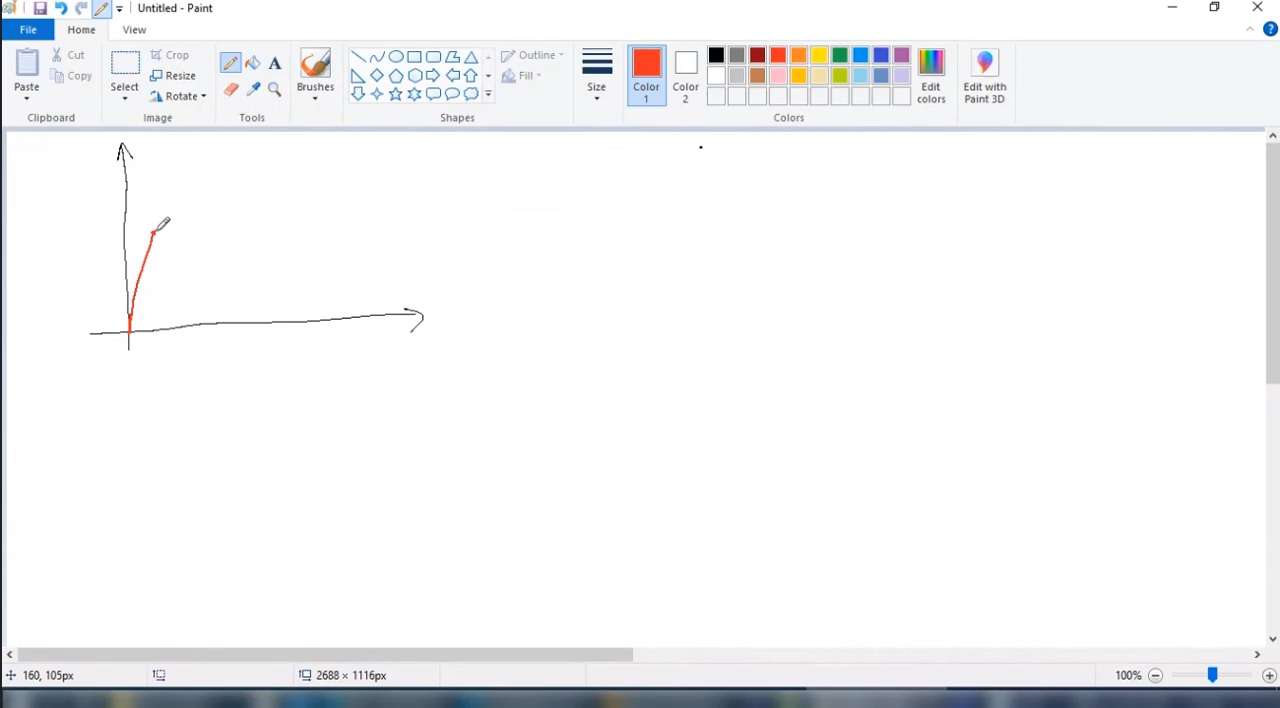 Untitled - Paint
File
Home
View
Paste
Cut
Copy
Clipboard
Select
Crop
Resize
Rotate
Image
A
Tools
Brushes
Outline
Fill
Shapes
Size
Color 1
Color 2
Edit colors
Colors
Edit with Paint 3D
160, 105px
2688 × 1116px
100%